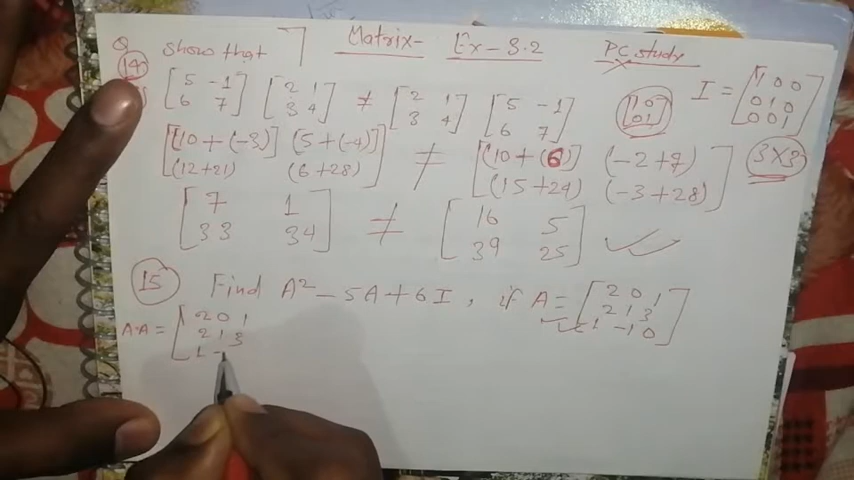 Q Show that Matrix- Ex-3.2 PC study
14 [5 -1 [2 1 ≠ [2 1 [5 -1 [1 0 I = [1 0 0
6 7] 3 4] 3 4] 6 7] 0 1] 0 1 0
0 0 1]
[(10+(-3)] (5+(-4)] ≠ [(10+(6)] (-2+4) 3X3
(12+21) (6+28)] [(15+24) (-3+28)]
[7 1 ≠ [16 5
33 34] 39 25]
15 Find A² - 5A + 6I, if A = [2 0 1
2 1 3
1 -1 0]
A·A = [2 0 1
2 1 3
1 -